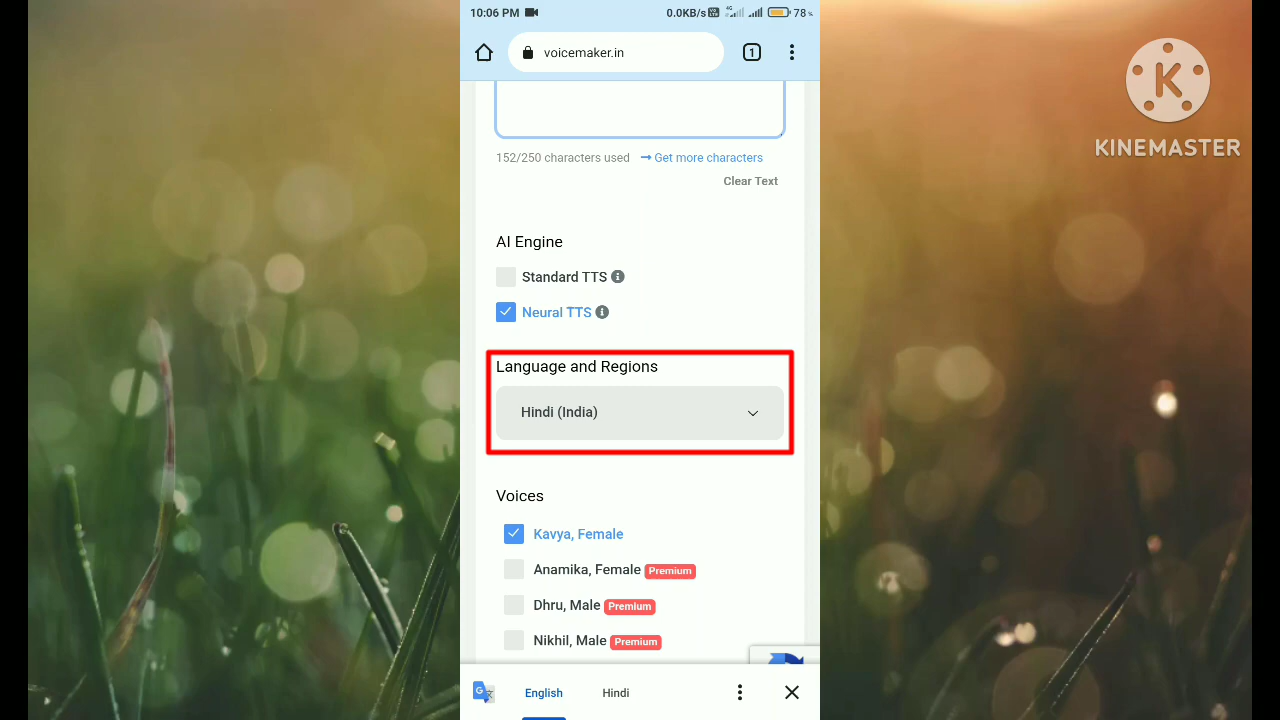 10:06 PM 0.0KB/s 4G 78
1
voicemaker.in
KINEMASTER
152/250 characters used → Get more characters
Clear Text
AI Engine
Standard TTS
Neural TTS
Language and Regions
Hindi (India)
Voices
Kavya, Female
Anamika, Female Premium
Dhru, Male Premium
Nikhil, Male Premium
English Hindi